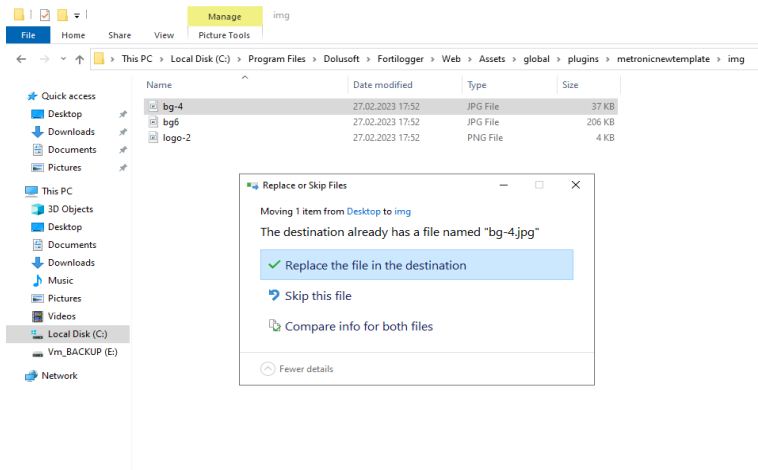 Manage
img
File
Home
Share
View
Picture Tools
This PC
Local Disk (C:)
Program Files
Dolusoft
Fortilogger
Web
Assets
global
plugins
metronicnewtemplate
img
Name
Date modified
Type
Size
Quick access
Desktop
Downloads
Documents
Pictures
This PC
3D Objects
Desktop
Documents
Downloads
Music
Pictures
Videos
Local Disk (C:)
Vm_BACKUP (E:)
Network
bg-4 27.02.2023 17:52 JPG File 37 KB
bg6 27.02.2023 17:52 JPG File 206 KB
logo-2 27.02.2023 17:52 PNG File 4 KB
Replace or Skip Files
Moving 1 item from Desktop to img
The destination already has a file named "bg-4.jpg"
Replace the file in the destination
Skip this file
Compare info for both files
Fewer details